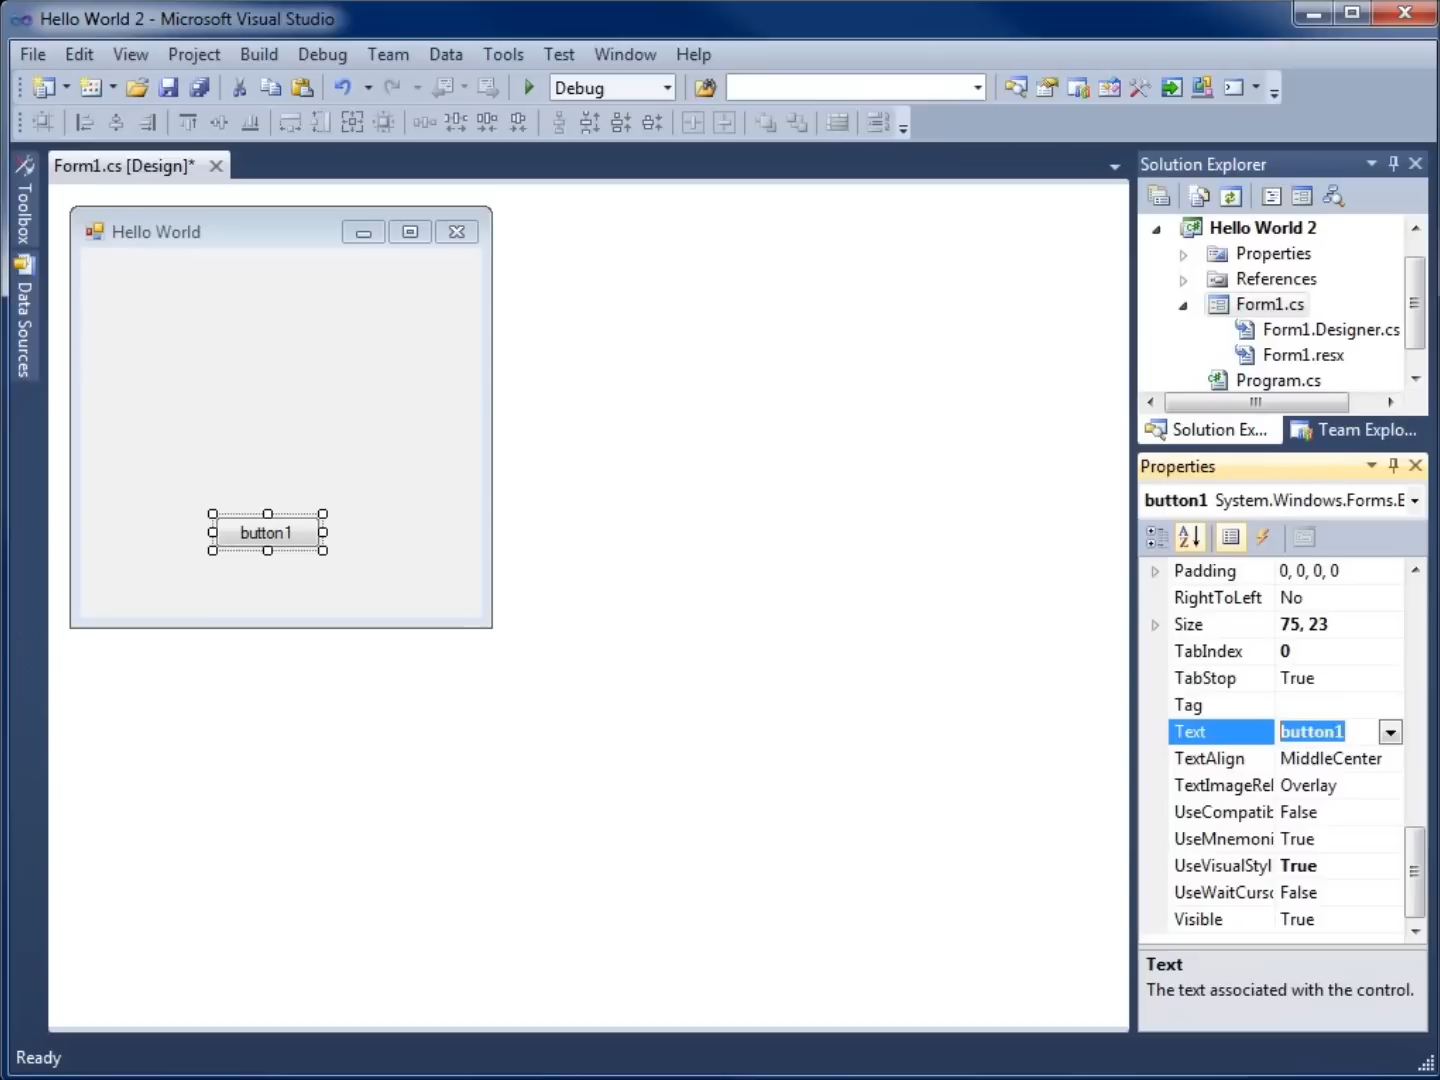 Hello World 2 - Microsoft Visual Studio
File Edit View Project Build Debug Team Data Tools Test Window Help
Debug
Toolbox
Data Sources
Form1.cs [Design]*
Hello World
button1
Solution Explorer
Hello World 2
Properties
References
Form1.cs
Form1.Designer.cs
Form1.resx
Program.cs
Solution Ex... Team Explo...
Properties
button1 System.Windows.Forms.B
Padding 0, 0, 0, 0
RightToLeft No
Size 75, 23
TabIndex 0
TabStop True
Tag
Text button1
TextAlign MiddleCenter
TextImageRel Overlay
UseCompatib False
UseMnemoni True
UseVisualStyl True
UseWaitCurso False
Visible True
Text
The text associated with the control.
Ready